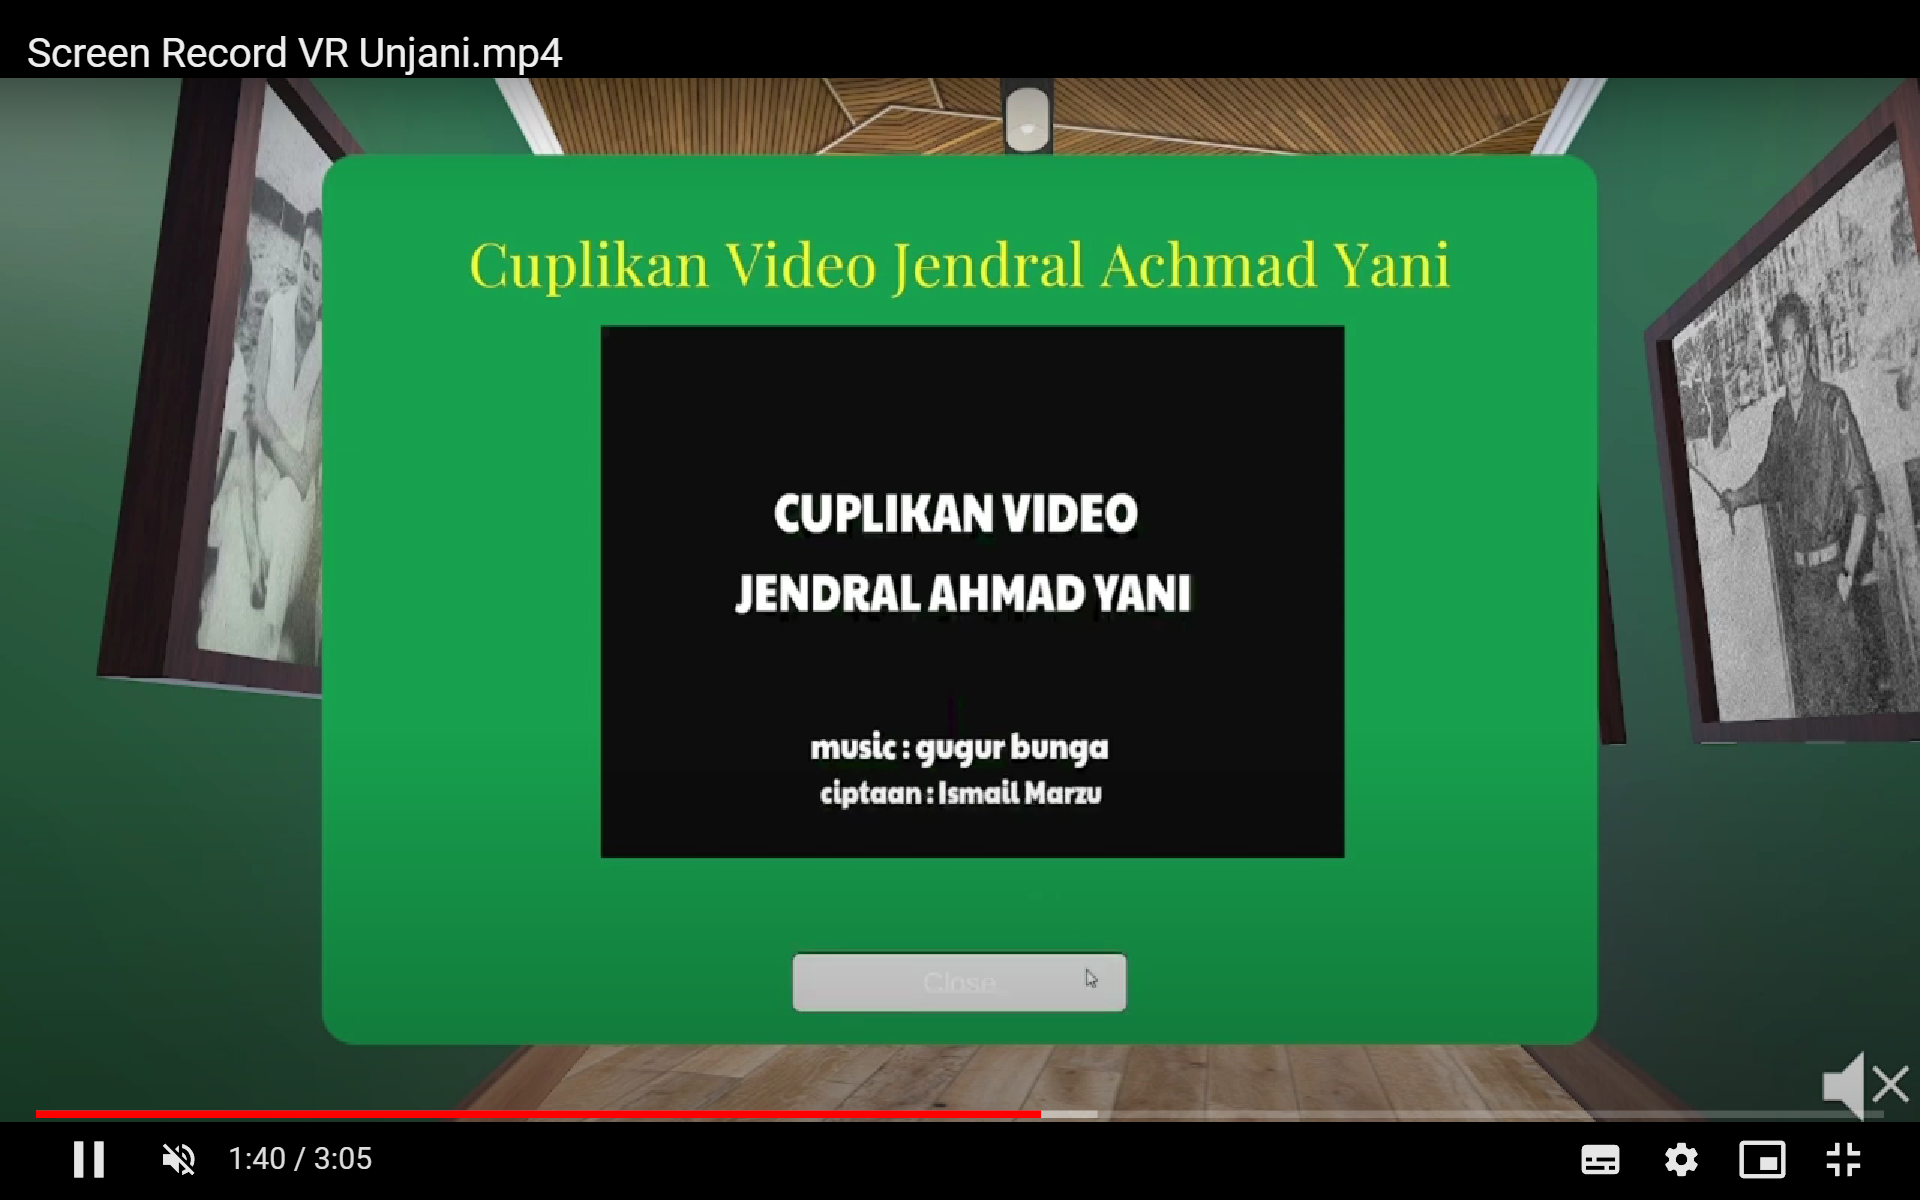 Screen Record VR Unjani.mp4
Cuplikan Video Jendral Achmad Yani
CUPLIKAN VIDEO
JENDRAL AHMAD YANI
music : gugur bunga
ciptaan : Ismail Marzu
Close
1:40 / 3:05